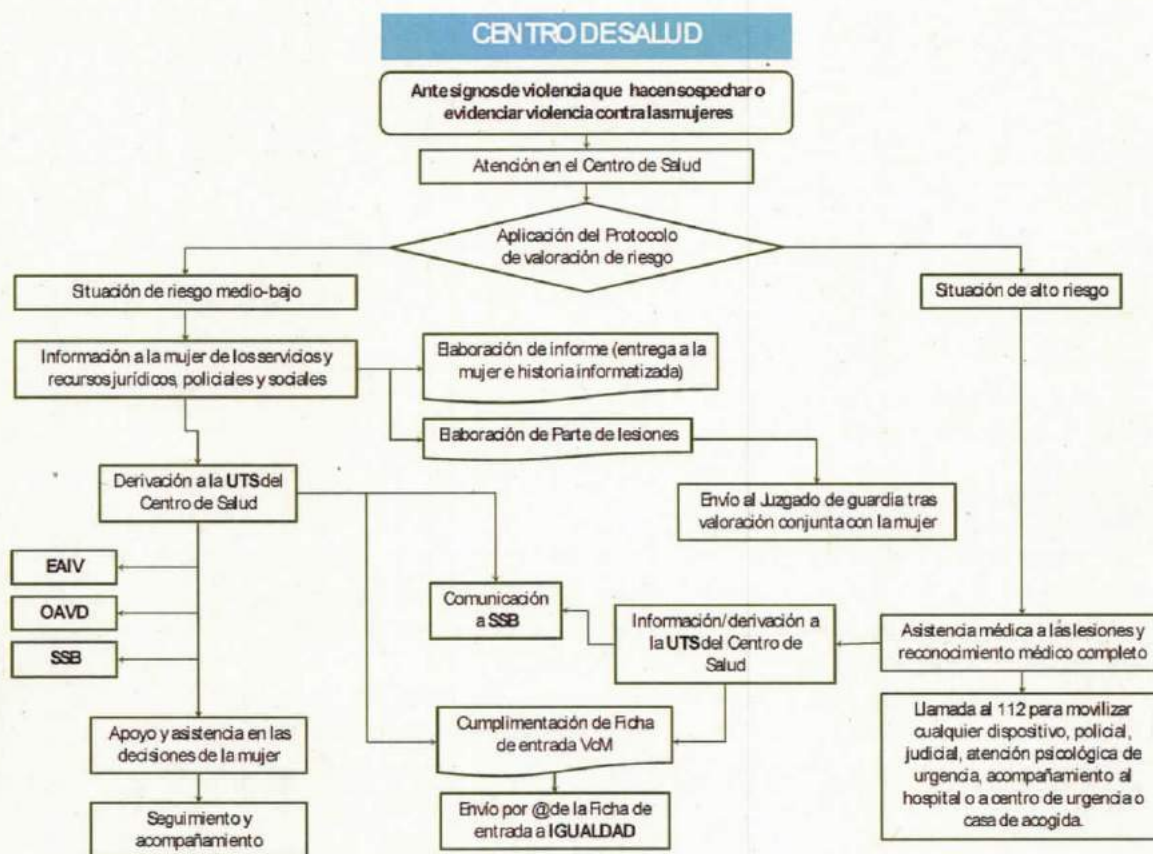 CENTRO DE SALUD
Ante signos de violencia que hacen sospechar o
evidenciar violencia contra las mujeres
Atención en el Centro de Salud
Aplicación del Protocolo
de valoración de riesgo
Situación de riesgo medio-bajo
Situación de alto riesgo
Información a la mujer de los servicios y
recursos jurídicos, policiales y sociales
Elaboración de informe (entrega a la
mujer e historia informatizada)
Elaboración de Parte de lesiones
Derivación a la UTS del
Centro de Salud
Envío al Juzgado de guardia tras
valoración conjunta con la mujer
EAIV
OAVD
SSB
Comunicación
a SSB
Información/derivación a
la UTS del Centro de
Salud
Asistencia médica a las lesiones y
reconocimiento médico completo
Apoyo y asistencia en las
decisiones de la mujer
Cumplimentación de Ficha
de entrada VcM
Llamada al 112 para movilizar
cualquier dispositivo, policial,
judicial, atención psicológica de
urgencia, acompañamiento al
hospital o a centro de urgencia o
casa de acogida.
Seguimiento y
acompañamiento
Envío por @ de la Ficha de
entrada a IGUALDAD